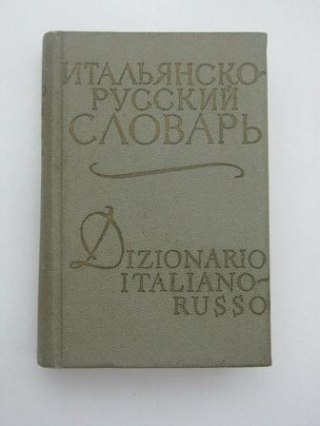 ИТАЛЬЯНСКО-
РУССКИЙ
СЛОВАРЬ
DIZIONARIO
ITALIANO-
RUSSO